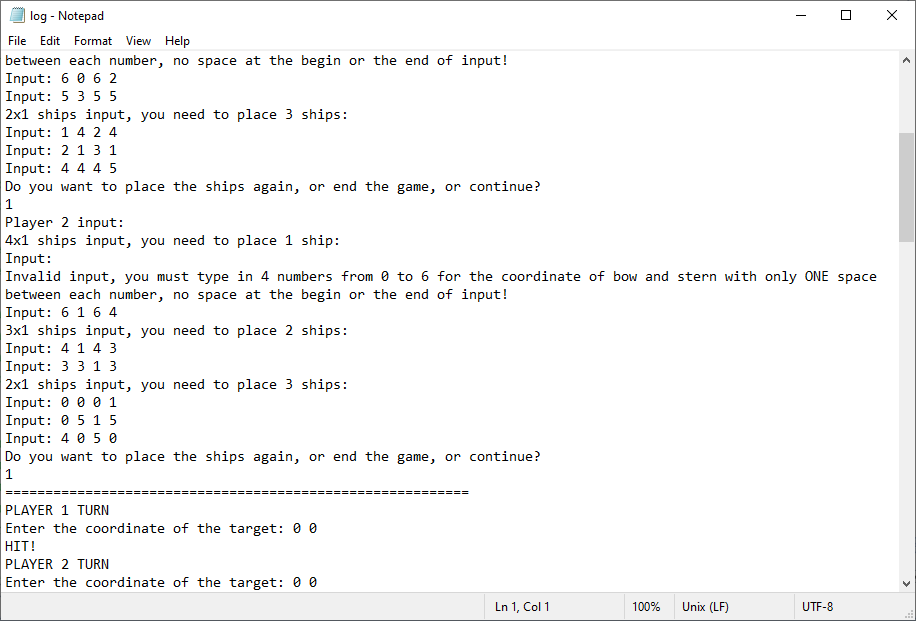 log - Notepad
File Edit Format View Help
between each number, no space at the begin or the end of input!
Input: 6 0 6 2
Input: 5 3 5 5
2x1 ships input, you need to place 3 ships:
Input: 1 4 2 4
Input: 2 1 3 1
Input: 4 4 4 5
Do you want to place the ships again, or end the game, or continue?
1
Player 2 input:
4x1 ships input, you need to place 1 ship:
Input:
Invalid input, you must type in 4 numbers from 0 to 6 for the coordinate of bow and stern with only ONE space
between each number, no space at the begin or the end of input!
Input: 6 1 6 4
3x1 ships input, you need to place 2 ships:
Input: 4 1 4 3
Input: 3 3 1 3
2x1 ships input, you need to place 3 ships:
Input: 0 0 0 1
Input: 0 5 1 5
Input: 4 0 5 0
Do you want to place the ships again, or end the game, or continue?
1
==========================================================
PLAYER 1 TURN
Enter the coordinate of the target: 0 0
HIT!
PLAYER 2 TURN
Enter the coordinate of the target: 0 0
Ln 1, Col 1 100% Unix (LF) UTF-8